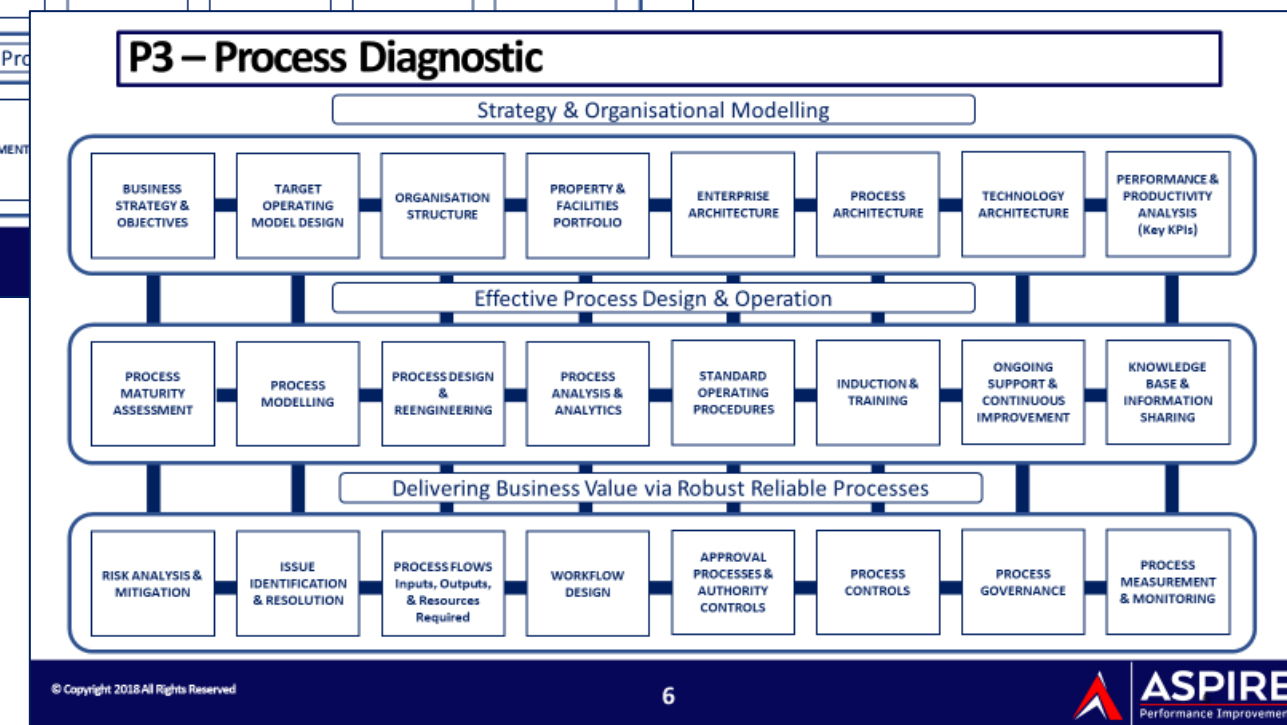 Pro
MENT
P3 – Process Diagnostic
Strategy & Organisational Modelling
BUSINESS
STRATEGY &
OBJECTIVES
TARGET
OPERATING
MODEL DESIGN
ORGANISATION
STRUCTURE
PROPERTY &
FACILITIES
PORTFOLIO
ENTERPRISE
ARCHITECTURE
PROCESS
ARCHITECTURE
TECHNOLOGY
ARCHITECTURE
PERFORMANCE &
PRODUCTIVITY
ANALYSIS
(Key KPIs)
Effective Process Design & Operation
PROCESS
MATURITY
ASSESSMENT
PROCESS
MODELLING
PROCESS DESIGN
&
REENGINEERING
PROCESS
ANALYSIS &
ANALYTICS
STANDARD
OPERATING
PROCEDURES
INDUCTION &
TRAINING
ONGOING
SUPPORT &
CONTINUOUS
IMPROVEMENT
KNOWLEDGE
BASE &
INFORMATION
SHARING
Delivering Business Value via Robust Reliable Processes
RISK ANALYSIS &
MITIGATION
ISSUE
IDENTIFICATION
& RESOLUTION
PROCESS FLOWS
Inputs, Outputs,
& Resources
Required
WORKFLOW
DESIGN
APPROVAL
PROCESSES &
AUTHORITY
CONTROLS
PROCESS
CONTROLS
PROCESS
GOVERNANCE
PROCESS
MEASUREMENT
& MONITORING
© Copyright 2018 All Rights Reserved
6
ASPIRE
Performance Improvemen